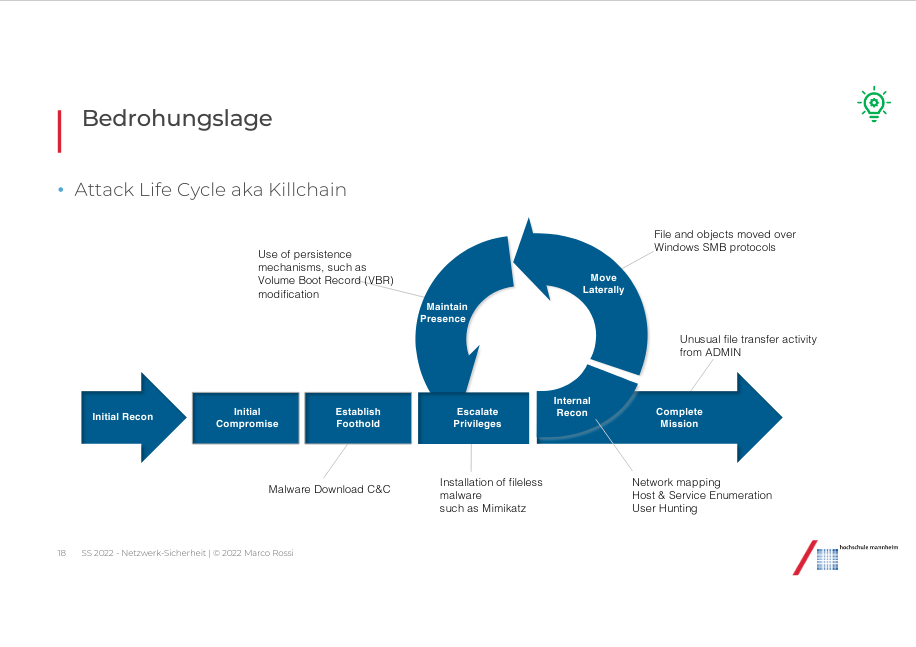 Bedrohungslage
• Attack Life Cycle aka Killchain
Use of persistence
mechanisms, such as
Volume Boot Record (VBR)
modification
File and objects moved over
Windows SMB protocols
Move
Laterally
Maintain
Presence
Unusual file transfer activity
from ADMIN
Initial Recon
Initial
Compromise
Establish
Foothold
Escalate
Privileges
Internal
Recon
Complete
Mission
Malware Download C&C
Installation of fileless
malware
such as Mimikatz
Network mapping
Host & Service Enumeration
User Hunting
18 SS 2022 - Netzwerk-Sicherheit | © 2022 Marco Rossi
hochschule mannheim